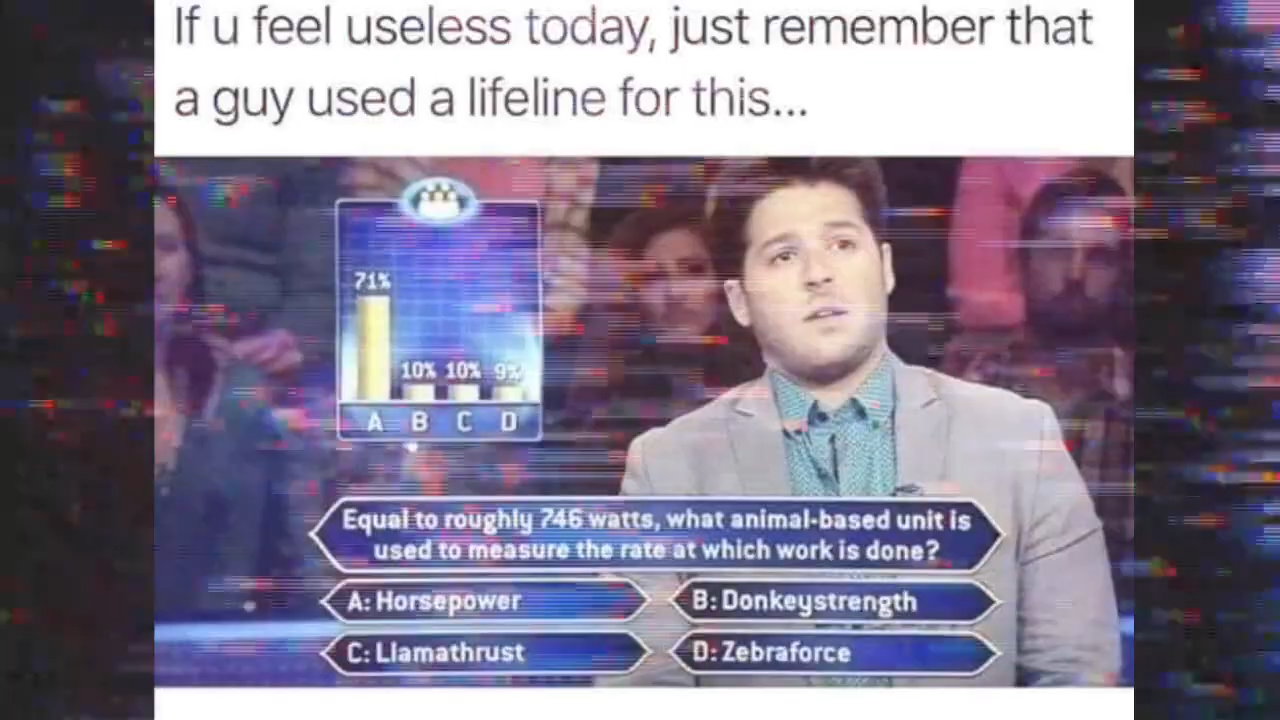 If u feel useless today, just remember that
a guy used a lifeline for this...
71%
10% 10% 9%
A B C D
Equal to roughly 746 watts, what animal-based unit is
used to measure the rate at which work is done?
A: Horsepower
B: Donkeystrength
C: Llamathrust
D: Zebraforce